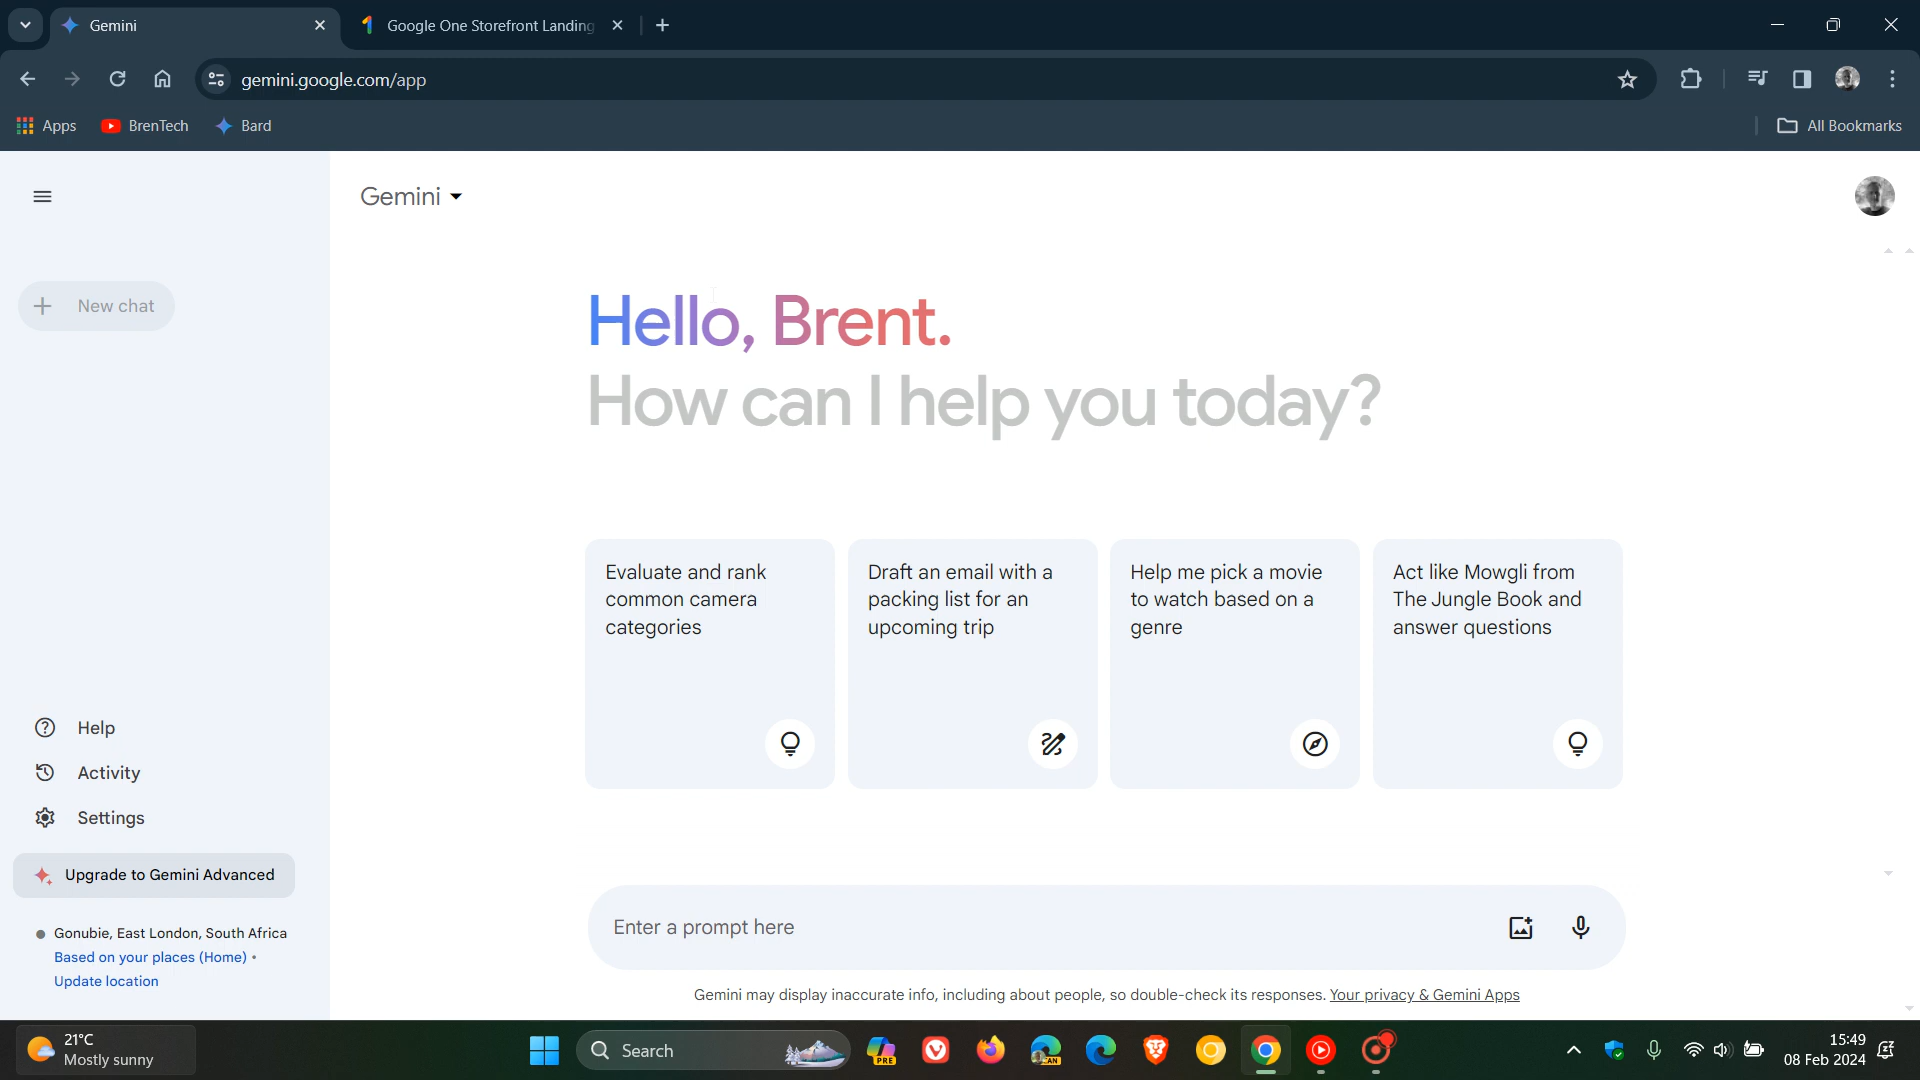 Gemini
Google One Storefront Landing
gemini.google.com/app
Apps
BrenTech
Bard
All Bookmarks
Gemini
New chat
Hello, Brent.
How can I help you today?
Evaluate and rank
common camera
categories
Draft an email with a
packing list for an
upcoming trip
Help me pick a movie
to watch based on a
genre
Act like Mowgli from
The Jungle Book and
answer questions
Help
Activity
Settings
Upgrade to Gemini Advanced
Gonubie, East London, South Africa
Based on your places (Home) •
Update location
Enter a prompt here
Gemini may display inaccurate info, including about people, so double-check its responses. Your privacy & Gemini Apps
21°C
Mostly sunny
Search
PRE
CAN
15:49
08 Feb 2024